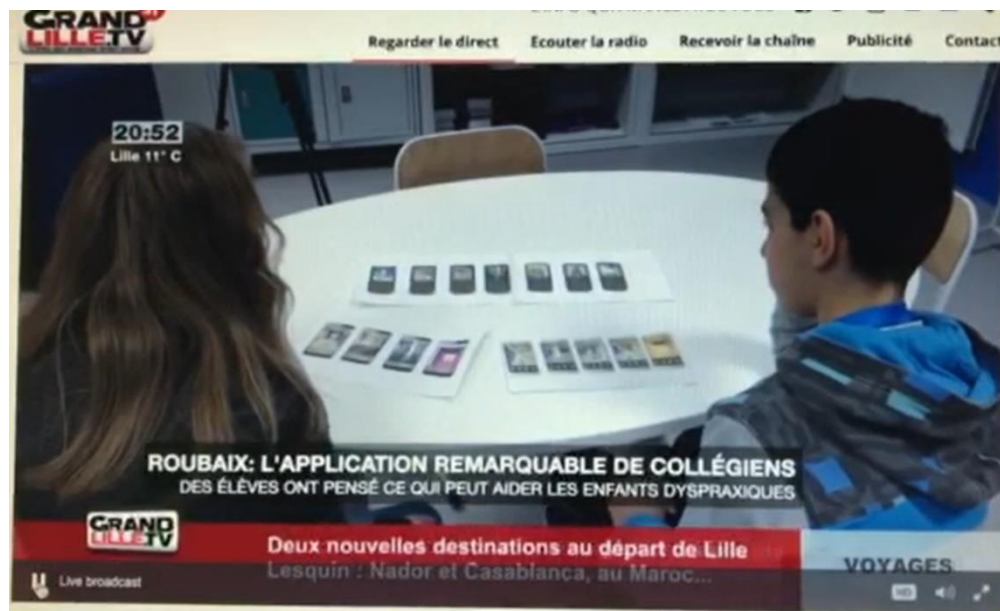 GRAND
LILLE.TV
Regarder le direct Ecouter la radio Recevoir la chaîne Publicité Contact
20:52
Lille 11° C
ROUBAIX: L'APPLICATION REMARQUABLE DE COLLÉGIENS
DES ÉLÈVES ONT PENSÉ CE QUI PEUT AIDER LES ENFANTS DYSPRAXIQUES
GRAND
LILLE TV
Deux nouvelles destinations au départ de Lille
Lesquin : Nador et Casablanca, au Maroc...
VOYAGES
Live broadcast
HD